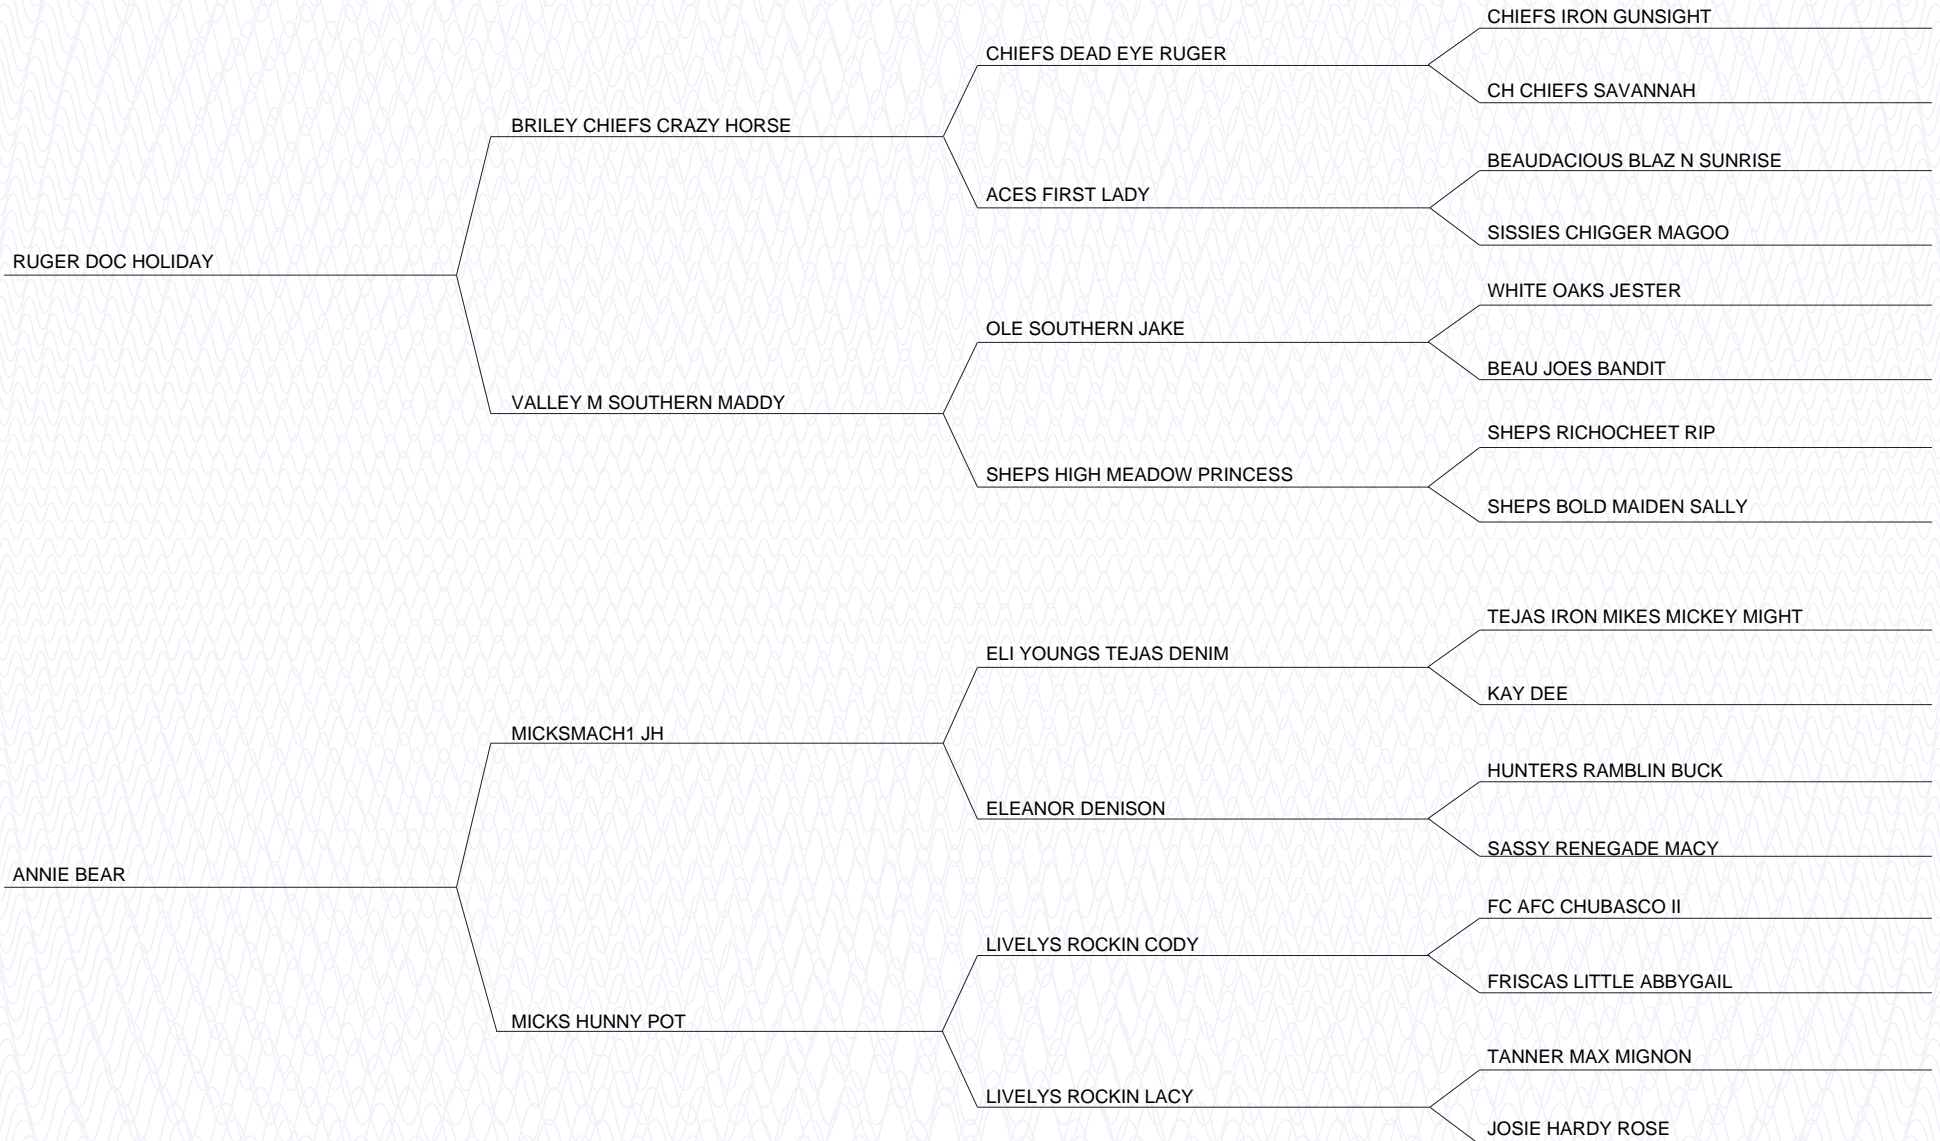 CHIEFS IRON GUNSIGHT
CHIEFS DEAD EYE RUGER
CH CHIEFS SAVANNAH
BRILEY CHIEFS CRAZY HORSE
BEAUDACIOUS BLAZ N SUNRISE
ACES FIRST LADY
SISSIES CHIGGER MAGOO
RUGER DOC HOLIDAY
WHITE OAKS JESTER
OLE SOUTHERN JAKE
BEAU JOES BANDIT
VALLEY M SOUTHERN MADDY
SHEPS RICHOCHEET RIP
SHEPS HIGH MEADOW PRINCESS
SHEPS BOLD MAIDEN SALLY
TEJAS IRON MIKES MICKEY MIGHT
ELI YOUNGS TEJAS DENIM
KAY DEE
MICKSMACH1 JH
HUNTERS RAMBLIN BUCK
ELEANOR DENISON
SASSY RENEGADE MACY
ANNIE BEAR
FC AFC CHUBASCO II
LIVELYS ROCKIN CODY
FRISCAS LITTLE ABBYGAIL
MICKS HUNNY POT
TANNER MAX MIGNON
LIVELYS ROCKIN LACY
JOSIE HARDY ROSE